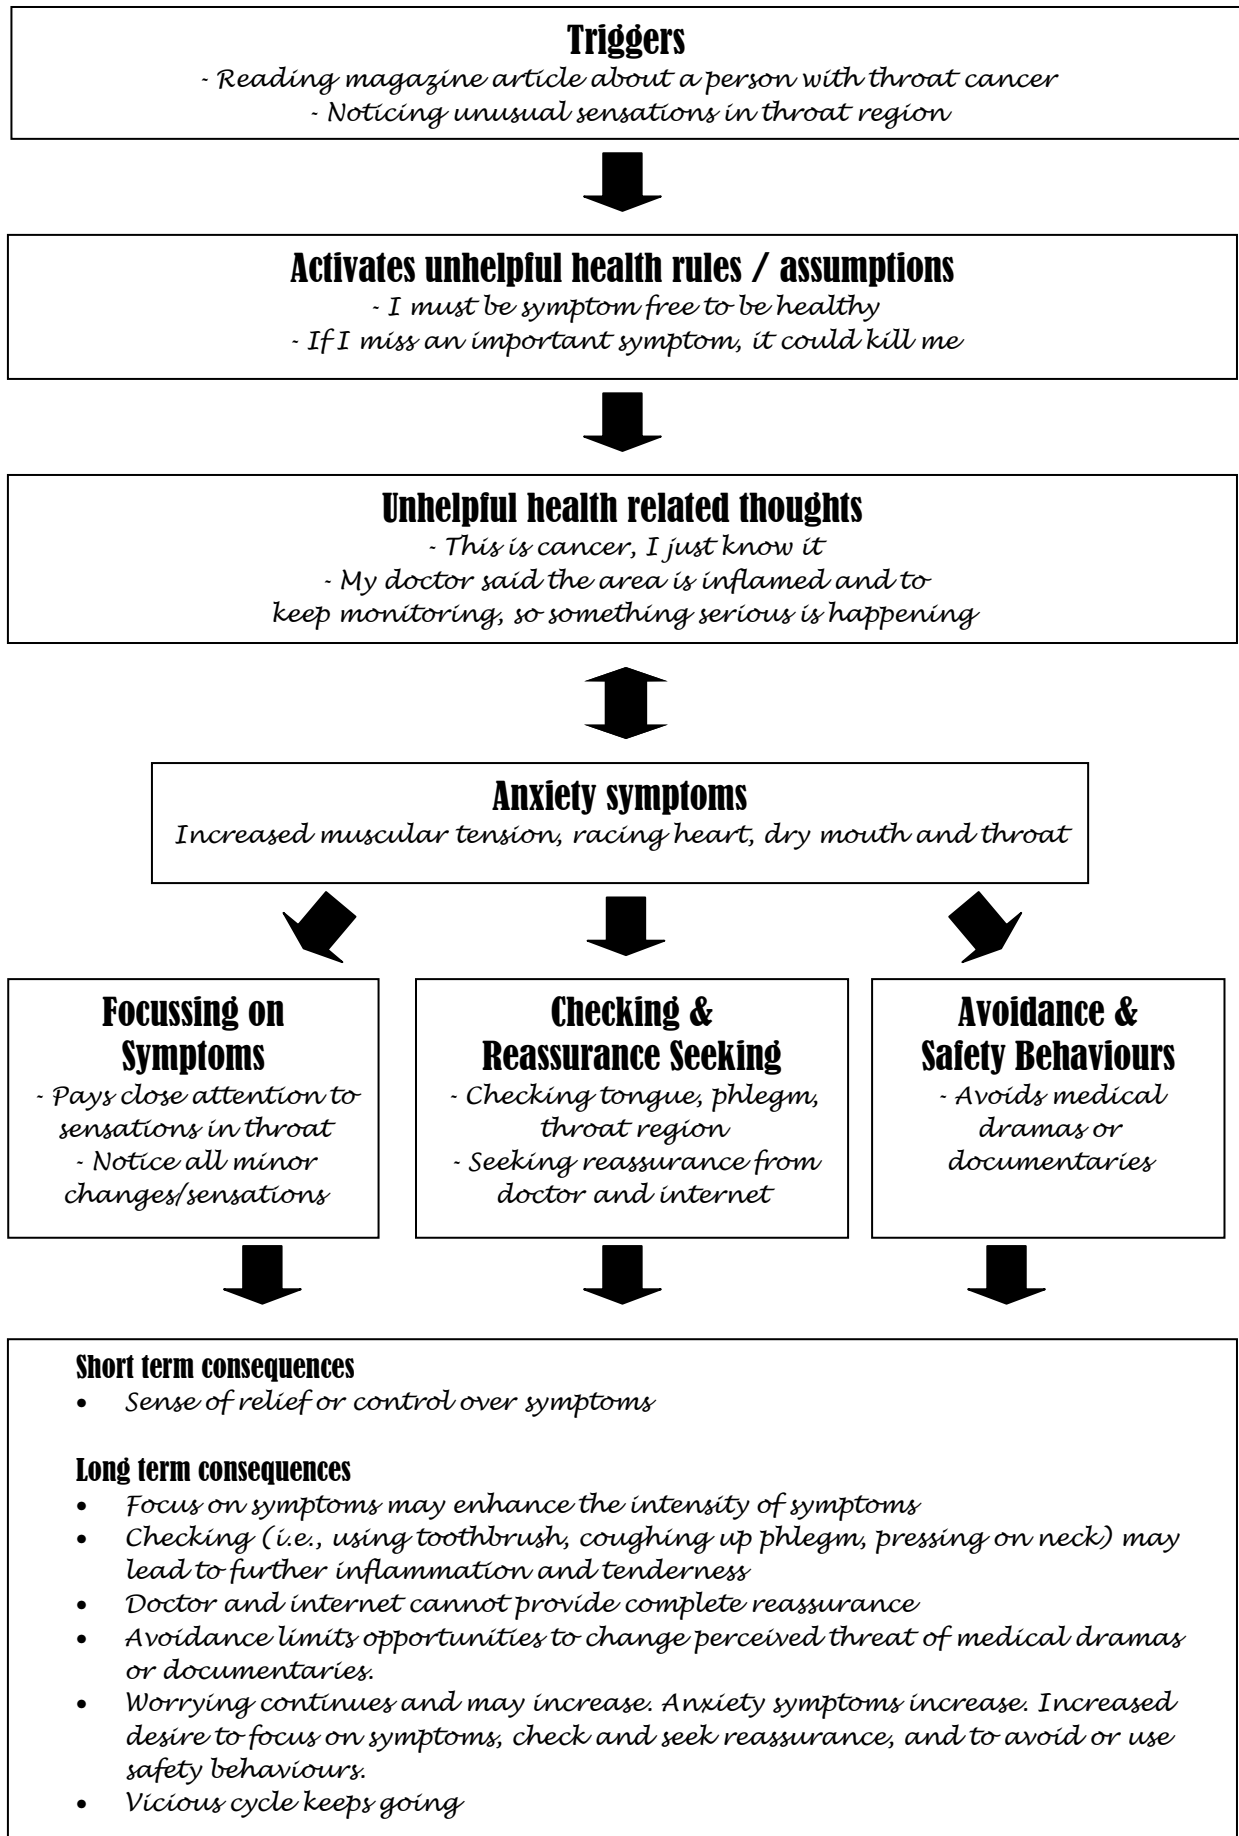 Triggers
- Reading magazine article about a person with throat cancer
- Noticing unusual sensations in throat region
Activates unhelpful health rules / assumptions
- I must be symptom free to be healthy
- If I miss an important symptom, it could kill me
Unhelpful health related thoughts
- This is cancer, I just know it
- My doctor said the area is inflamed and to
keep monitoring, so something serious is happening
Anxiety symptoms
Increased muscular tension, racing heart, dry mouth and throat
Focussing on
Symptoms
- Pays close attention to
sensations in throat
- Notice all minor
changes/sensations
Checking &
Reassurance Seeking
- Checking tongue, phlegm,
throat region
- Seeking reassurance from
doctor and internet
Avoidance &
Safety Behaviours
- Avoids medical
dramas or
documentaries
Short term consequences
• Sense of relief or control over symptoms
Long term consequences
• Focus on symptoms may enhance the intensity of symptoms
• Checking (i.e., using toothbrush, coughing up phlegm, pressing on neck) may
lead to further inflammation and tenderness
• Doctor and internet cannot provide complete reassurance
• Avoidance limits opportunities to change perceived threat of medical dramas
or documentaries.
• Worrying continues and may increase. Anxiety symptoms increase. Increased
desire to focus on symptoms, check and seek reassurance, and to avoid or use
safety behaviours.
• Vicious cycle keeps going